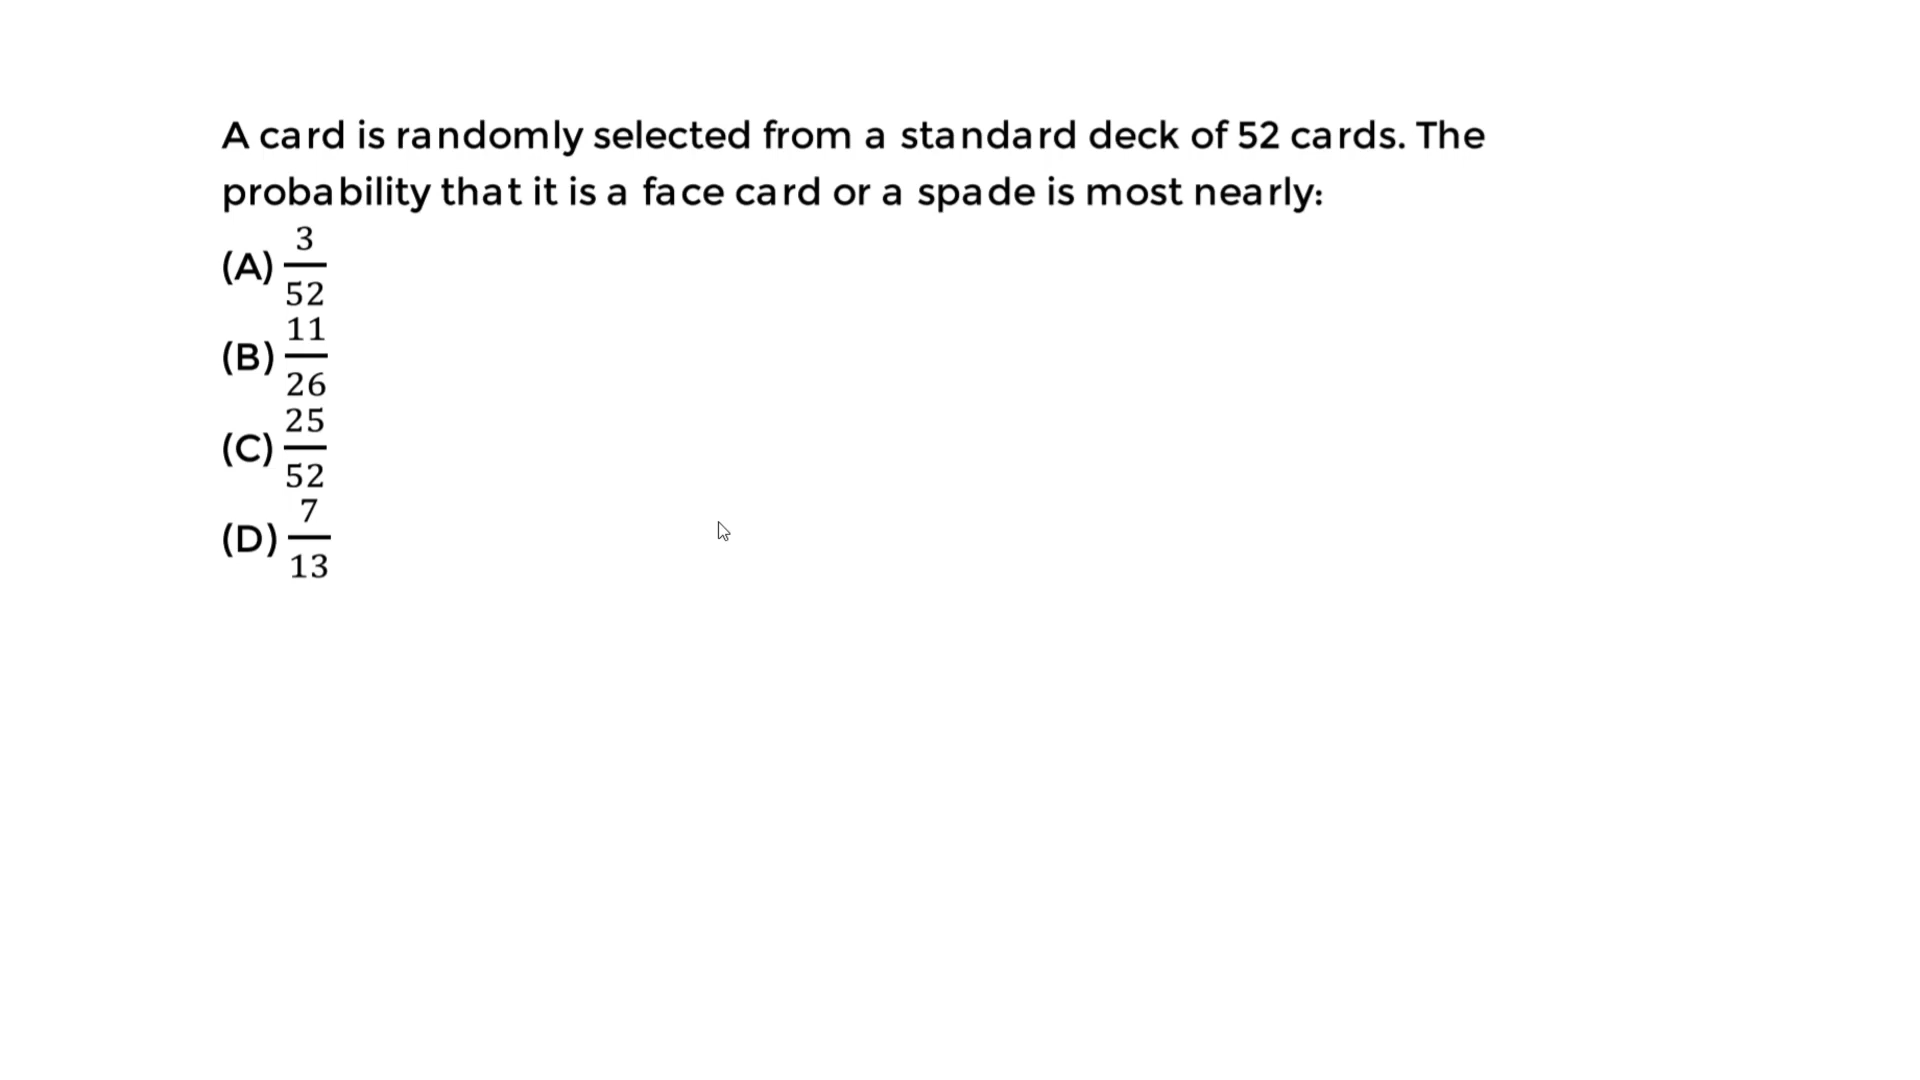 A card is randomly selected from a standard deck of 52 cards. The
probability that it is a face card or a spade is most nearly:
(A) 3/52
(B) 11/26
(C) 25/52
(D) 7/13